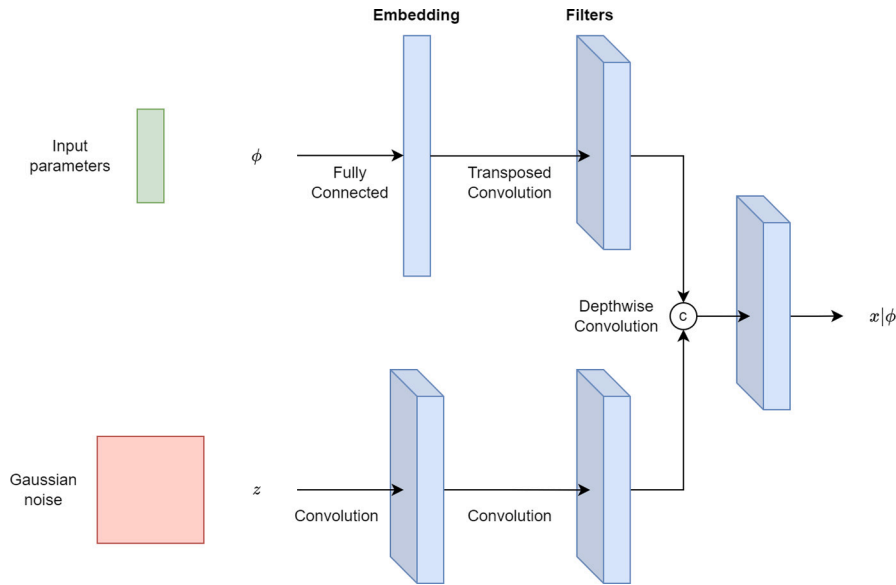 Embedding
Filters
Input
parameters
ϕ
Fully
Connected
Transposed
Convolution
Depthwise
Convolution
C
x|ϕ
Gaussian
noise
z
Convolution
Convolution